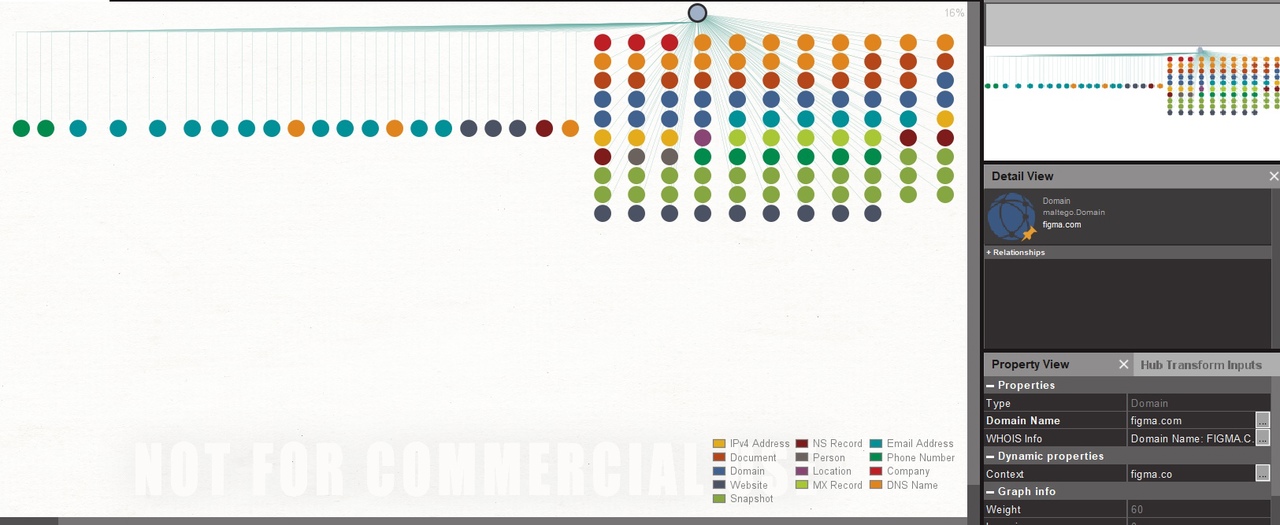 16%
NOT FOR COMMERCIAL
IPv4 Address NS Record Email Address
Document Person Phone Number
Domain Location Company
Website MX Record DNS Name
Snapshot
Detail View
Domain
maltego.Domain
figma.com
+ Relationships
Property View Hub Transform Inputs
Properties
Type Domain
Domain Name figma.com ...
WHOIS Info Domain Name: FIGMA.C ...
Dynamic properties
Context figma.co ...
Graph info
Weight 60